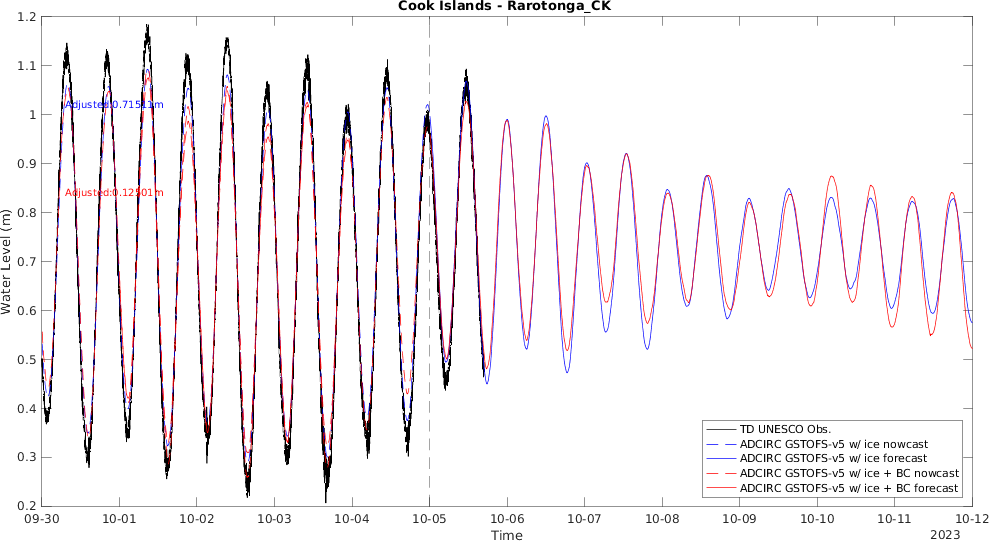 Cook Islands - Rarotonga_CK
1.2
1.1
1
0.9
0.8
0.7
0.6
0.5
0.4
0.3
0.2
Water Level (m)
Adjusted:0.71511m
Adjusted:0.12501m
TD UNESCO Obs.
ADCIRC GSTOFS-v5 w/ ice nowcast
ADCIRC GSTOFS-v5 w/ ice forecast
ADCIRC GSTOFS-v5 w/ ice + BC nowcast
ADCIRC GSTOFS-v5 w/ ice + BC forecast
09-30 10-01 10-02 10-03 10-04 10-05 10-06 10-07 10-08 10-09 10-10 10-11 10-12
Time
2023